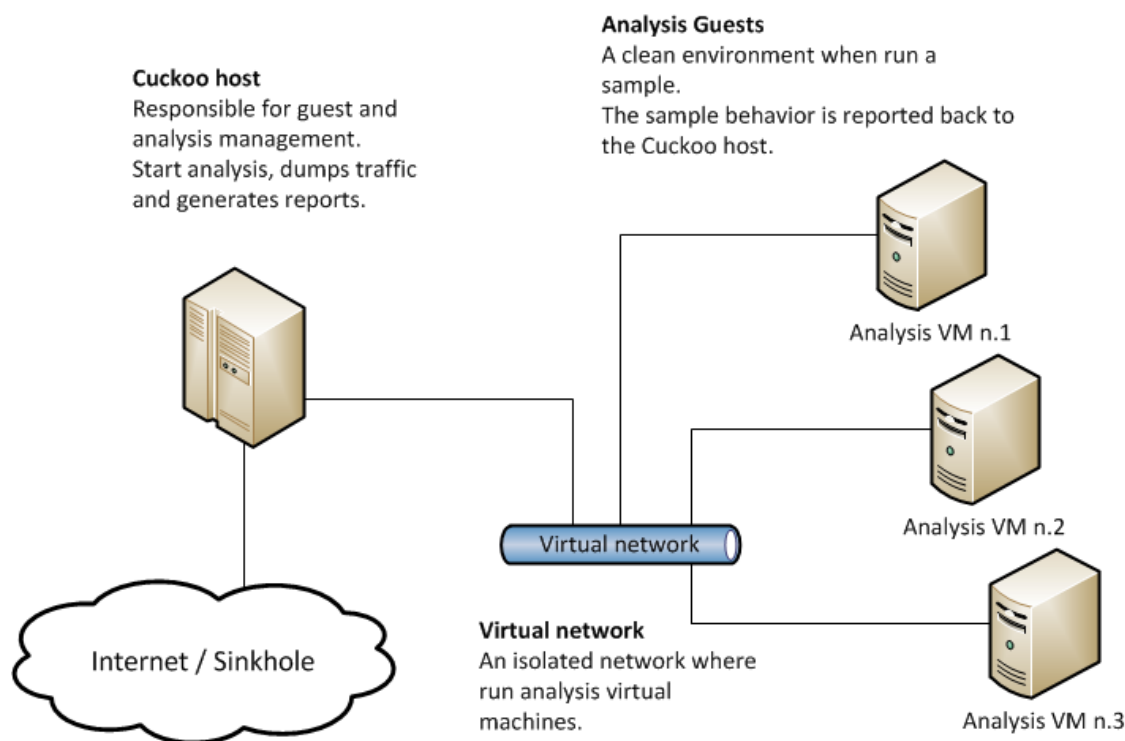 Cuckoo host
Responsible for guest and
analysis management.
Start analysis, dumps traffic
and generates reports.
Analysis Guests
A clean environment when run a
sample.
The sample behavior is reported back to
the Cuckoo host.
Analysis VM n.1
Analysis VM n.2
Virtual network
Internet / Sinkhole
Virtual network
An isolated network where
run analysis virtual
machines.
Analysis VM n.3